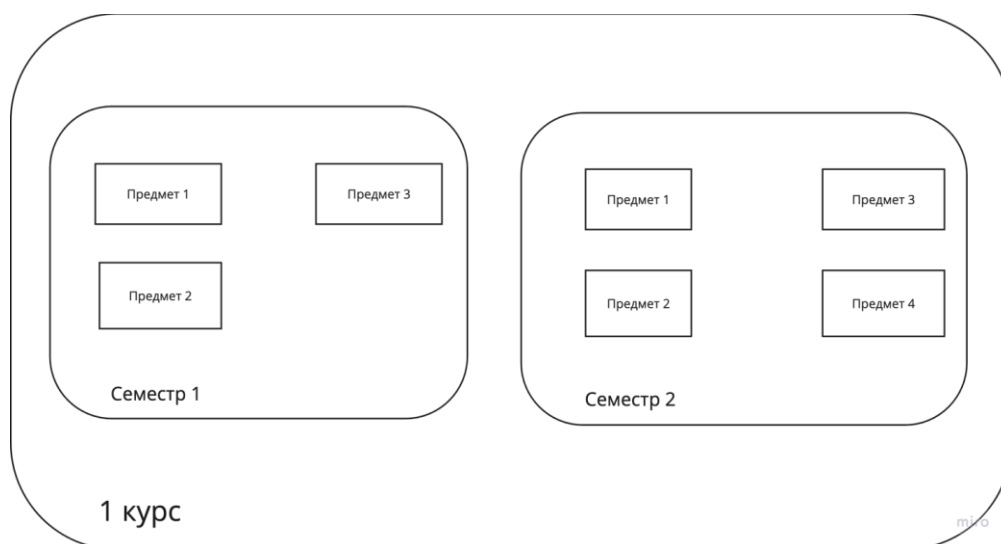 Предмет 1
Предмет 3
Предмет 2
Семестр 1
Предмет 1
Предмет 3
Предмет 2
Предмет 4
Семестр 2
1 курс
miro